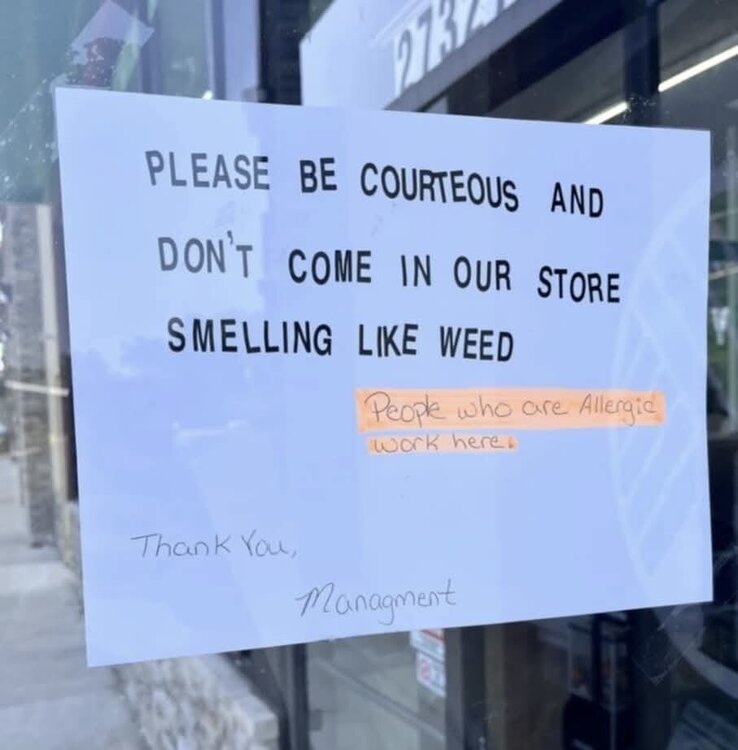 PLEASE BE COURTEOUS AND
DON'T COME IN OUR STORE
SMELLING LIKE WEED
People who are Allergic
work here.
Thank You,
Managment